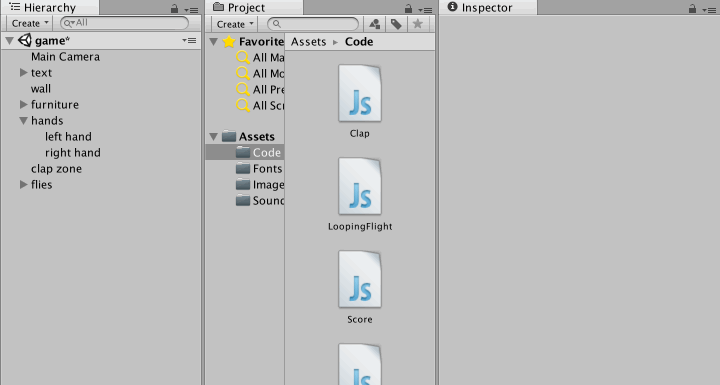 Hierarchy
Create
All
game*
Main Camera
text
wall
furniture
hands
left hand
right hand
clap zone
flies
Project
Create
Favorite
All Ma
All Mo
All Pre
All Scr
Assets
Code
Fonts
Image
Sound
Assets ▸ Code
Js
Clap
Js
LoopingFlight
Js
Score
Js
Inspector